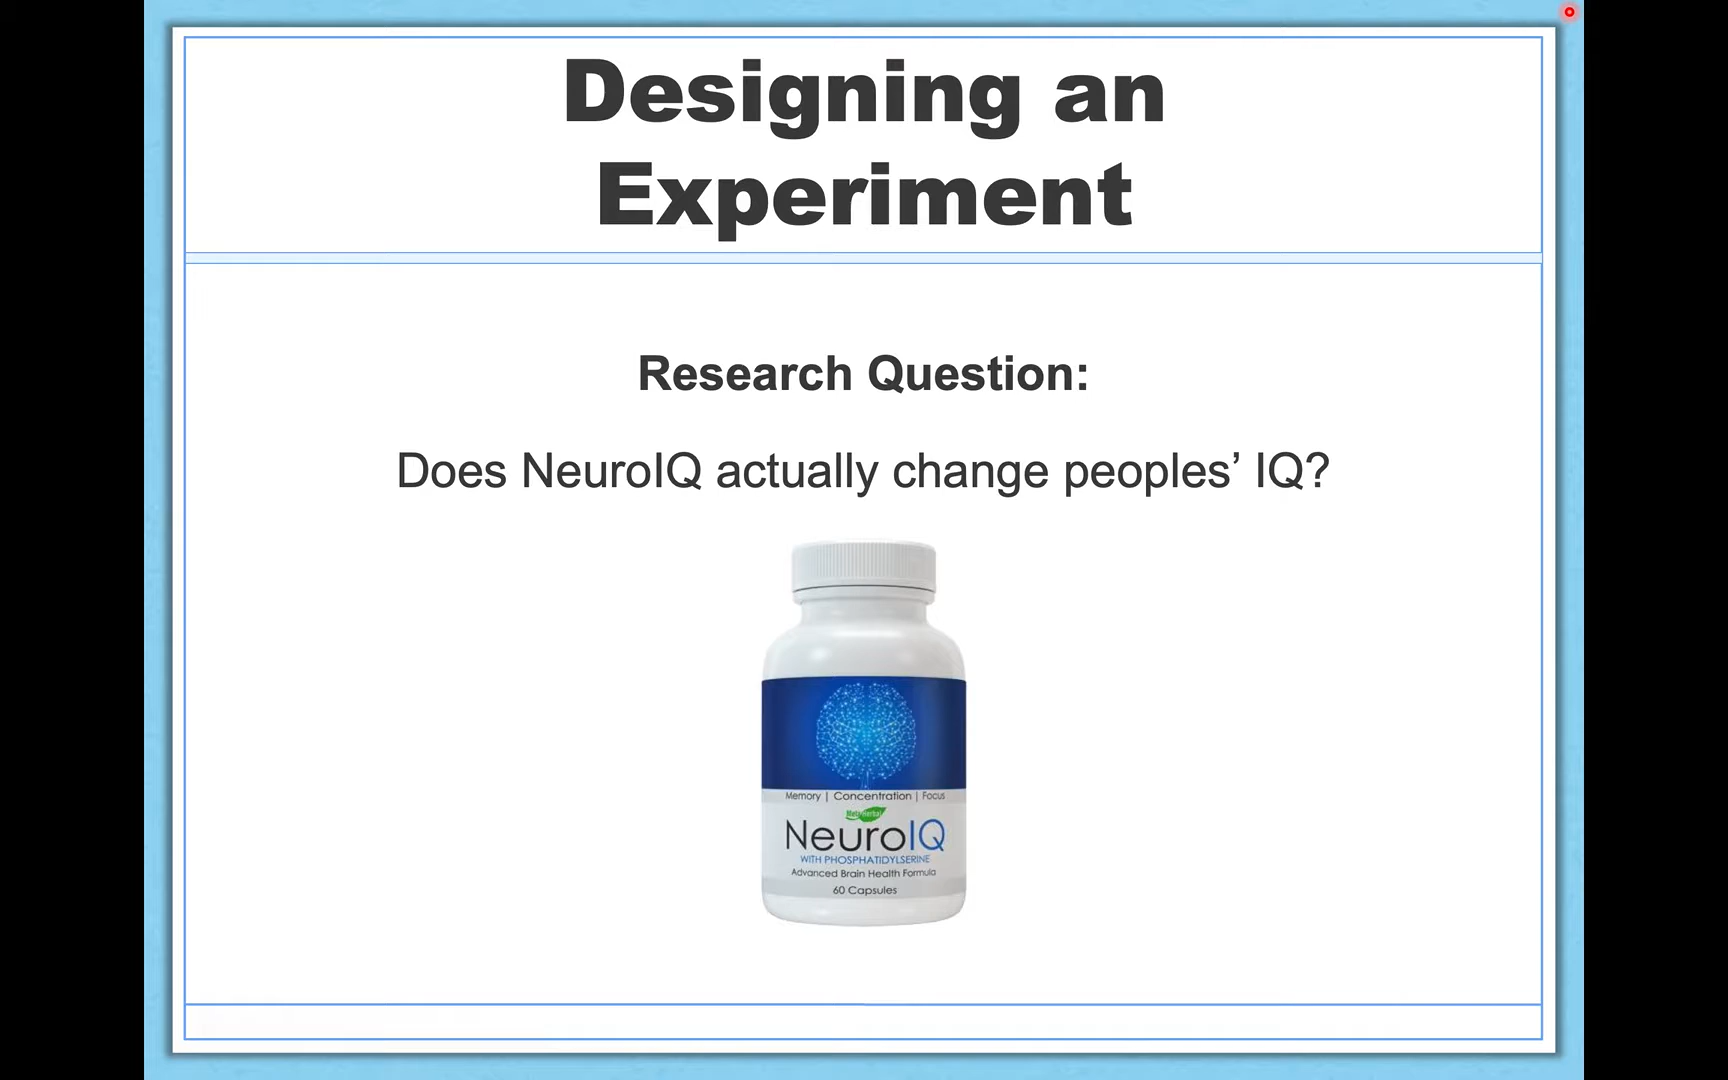 Designing an
Experiment
Research Question:
Does NeuroIQ actually change peoples’ IQ?
Memory | Concentration | Focus
NeuroIQ
WITH PHOSPHATIDYLSERINE
Advanced Brain Health Formula
60 Capsules